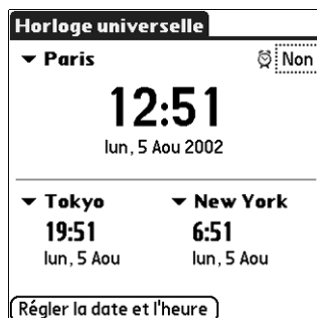 Horloge universelle
Paris
Non
12:51
lun, 5 Aou 2002
Tokyo
New York
19:51
6:51
lun, 5 Aou
lun, 5 Aou
Régler la date et l'heure